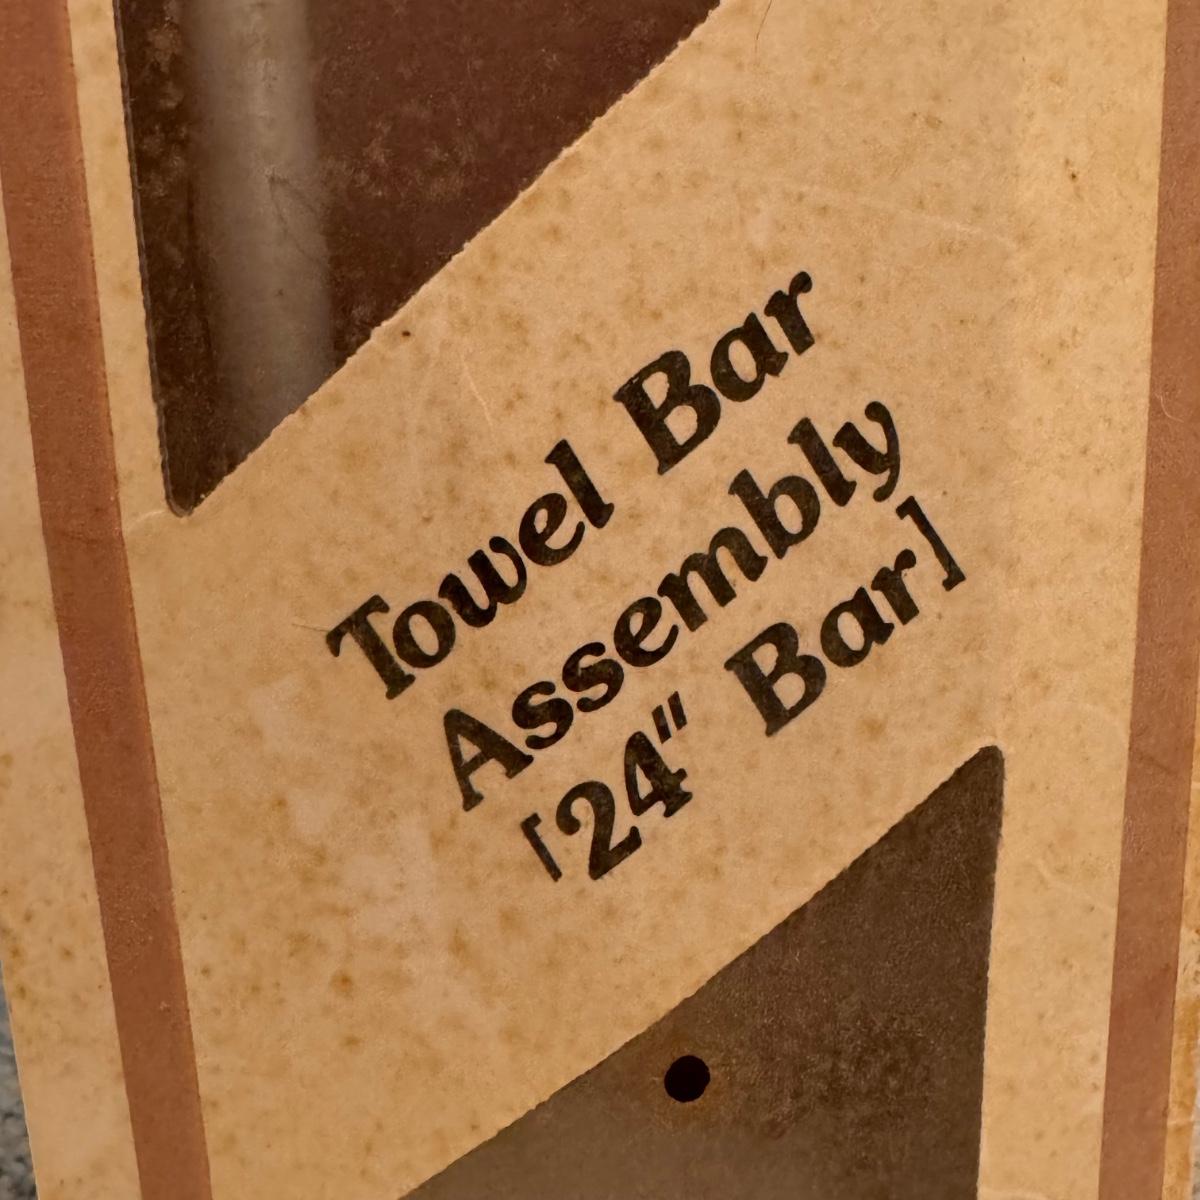 Towel Bar
Assembly
[24" Bar]